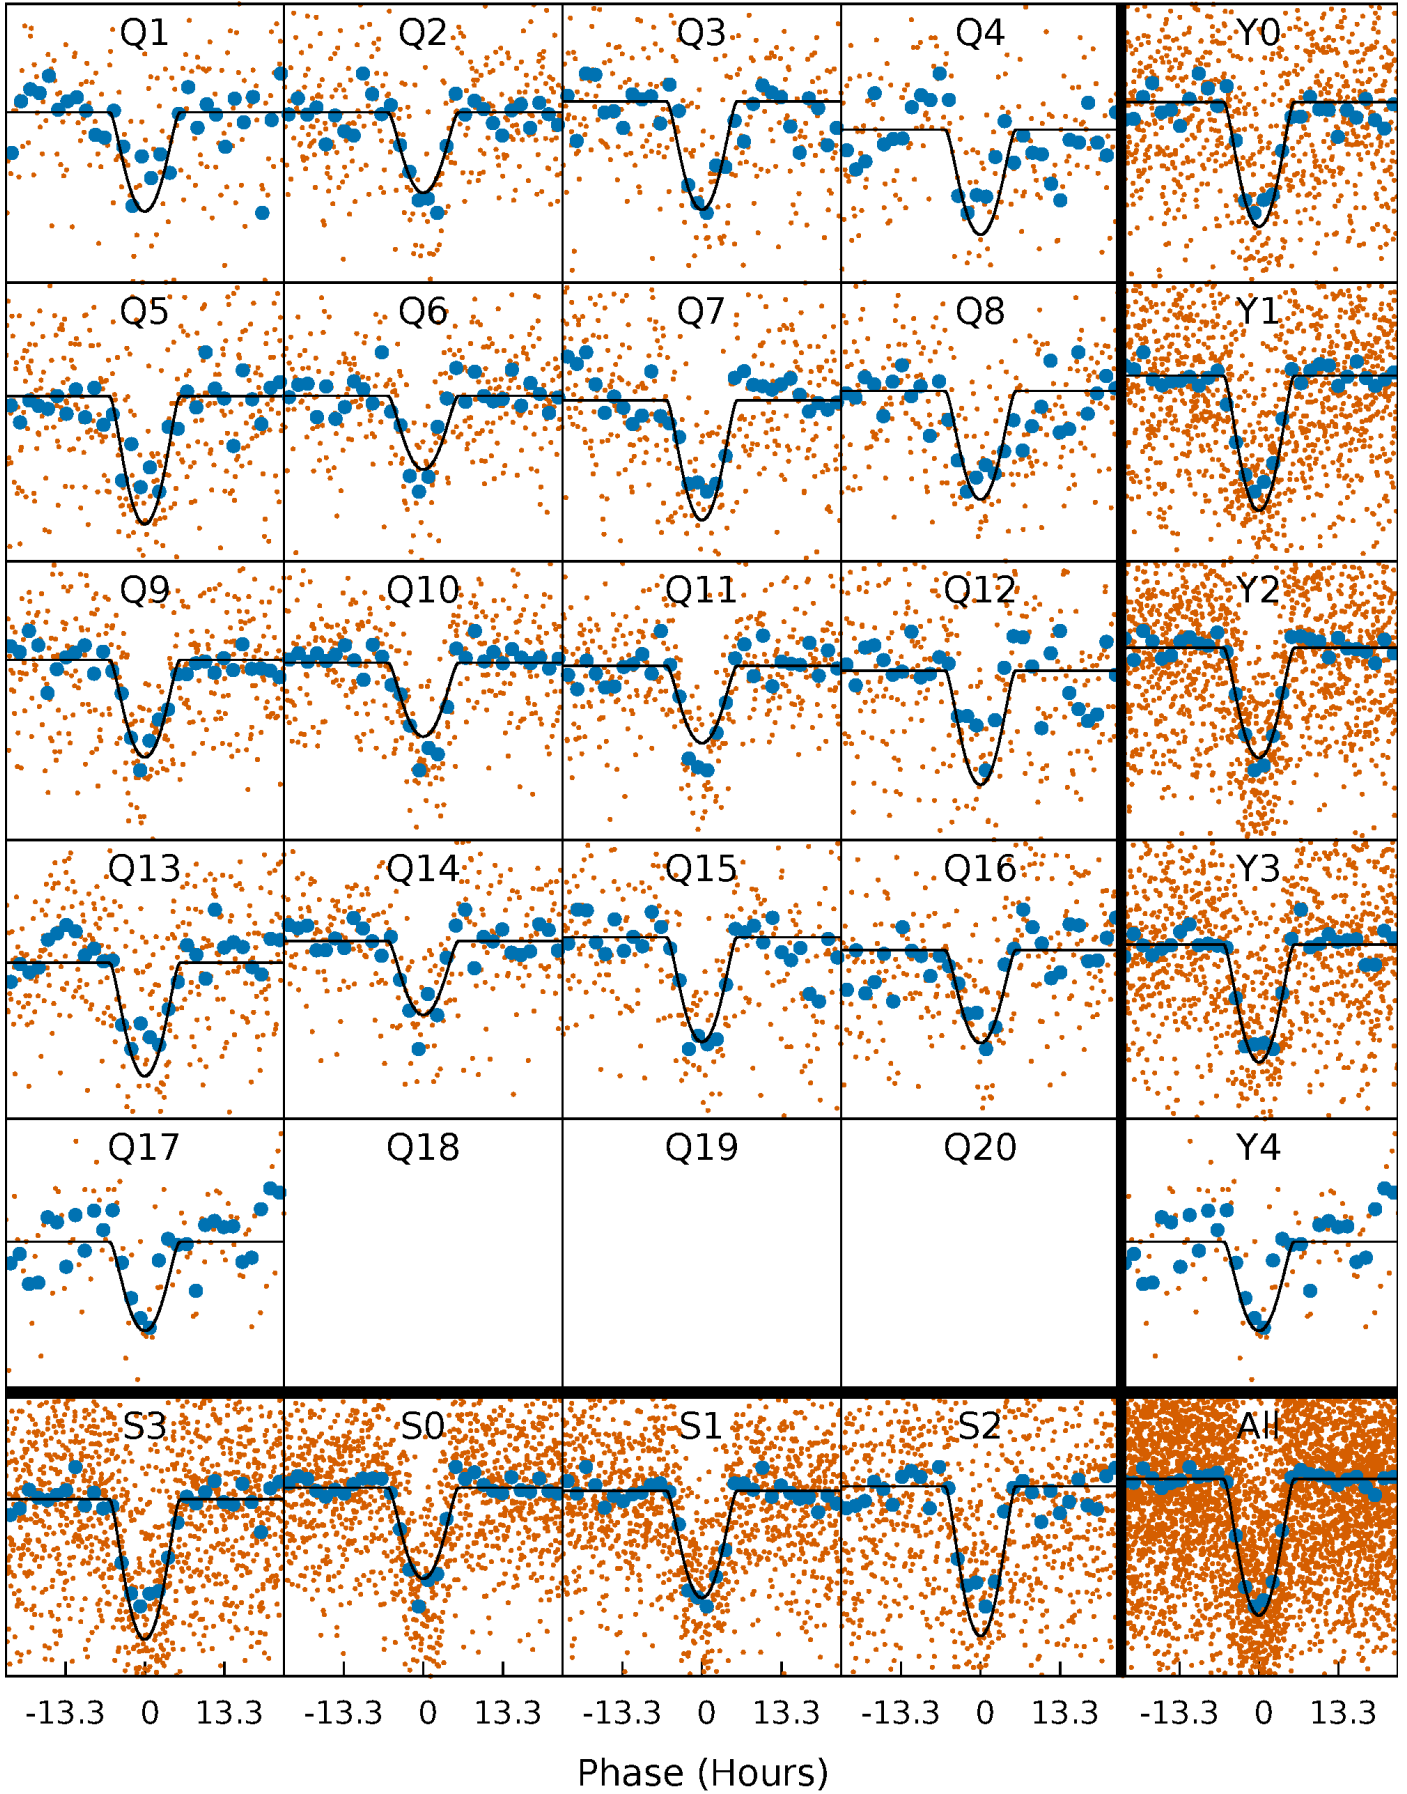 Q1 Q2 Q3 Q4 Y0
Q5 Q6 Q7 Q8 Y1
Q9 Q10 Q11 Q12 Y2
Q13 Q14 Q15 Q16 Y3
Q17 Q18 Q19 Q20 Y4
S3 S0 S1 S2 All
-13.3 0 13.3 -13.3 0 13.3 -13.3 0 13.3 -13.3 0 13.3 -13.3 0 13.3
Phase (Hours)